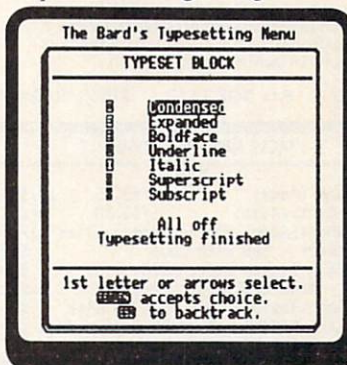 The Bard's Typesetting Menu
TYPESET BLOCK
Condensed
Expanded
Boldface
Underline
Italic
Superscript
Subscript
All off
Typesetting finished
1st letter or arrows select.
accepts choice.
to backtrack.